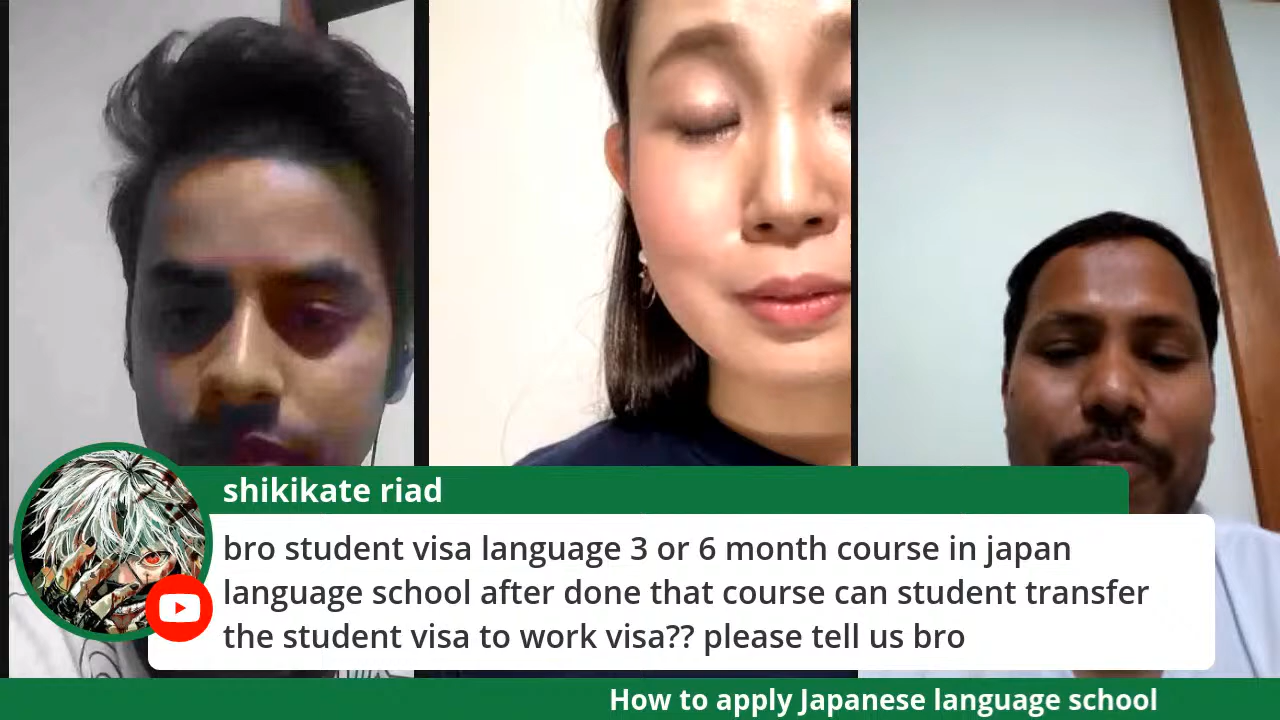 shikikate riad
bro student visa language 3 or 6 month course in japan
language school after done that course can student transfer
the student visa to work visa?? please tell us bro
How to apply Japanese language school